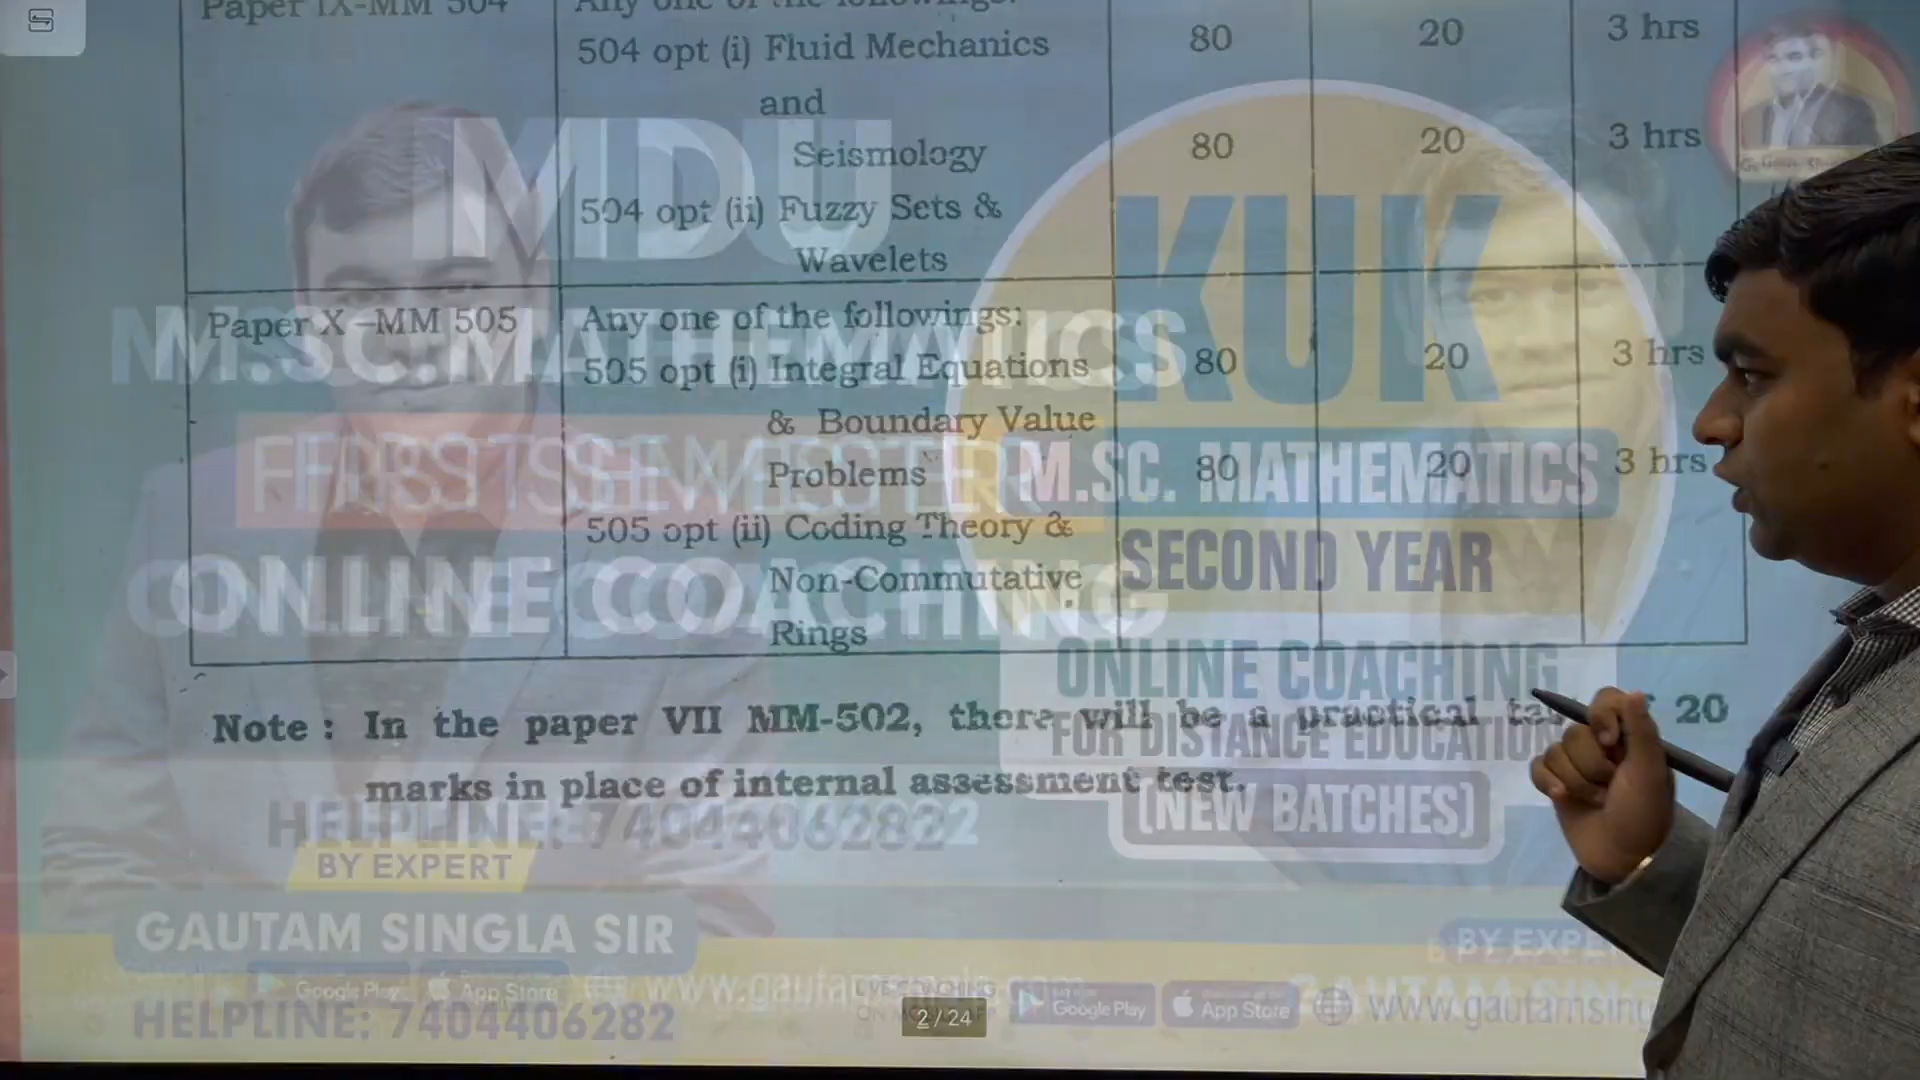 Paper IX-MM 504
Any one of the followings:
504 opt (i) Fluid Mechanics
80
20
3 hrs
and
Seismology
80
20
3 hrs
504 opt (ii) Fuzzy Sets &
Wavelets
Paper X –MM 505
Any one of the followings:
505 opt (i) Integral Equations
80
20
3 hrs
& Boundary Value
Problems
80
20
3 hrs
505 opt (ii) Coding Theory &
Non-Commutative
Rings
Note : In the paper VII MM-502, there will be a practical 20
marks in place of internal assessment test.
MDU
M.SC.MATHEMATICS
SEMESTER
ONLINE COACHING
HELPLINE:
BY EXPERT
GAUTAM SINGLA SIR
Google Play
App Store
HELPLINE: 7404406282
KUK
M.SC. MATHEMATICS
SECOND YEAR
ONLINE COACHING
FOR DISTANCE EDUCATION
(NEW BATCHES)
2 / 24
Google Play
App Store